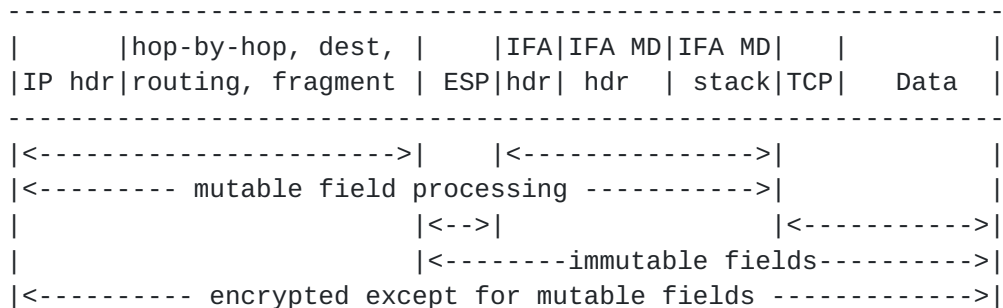 -----------------------------------------------------------------
|      |hop-by-hop, dest, |    |IFA|IFA MD|IFA MD|   |         |
|IP hdr|routing, fragment | ESP|hdr| hdr  | stack|TCP|   Data  |
-----------------------------------------------------------------
|<----------------------->|    |<--------------->|             |
|<--------- mutable field processing ----------->|             |
|                         |<-->|                 |<----------->|
|                         |<--------immutable fields---------->|
|<---------- encrypted except for mutable fields ------------->|